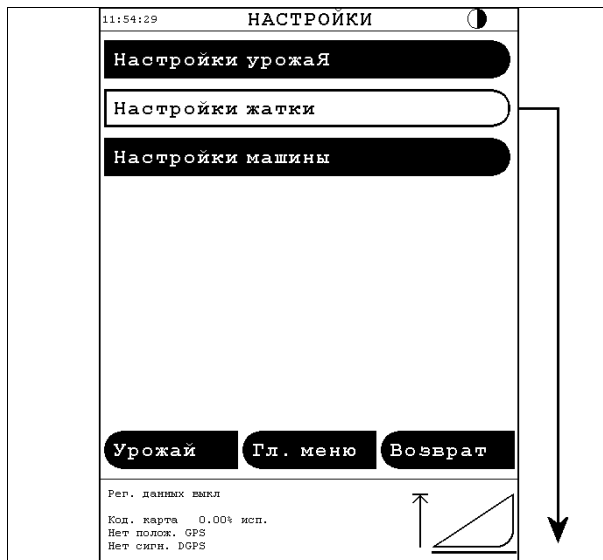 11:54:29 НАСТРОЙКИ
Настройки урожаЯ
Настройки жатки
Настройки машины
Урожай Гл. меню Возврат
Рег. данных выкл
Код. карта 0.00% исп.
Нет полож. GPS
Нет сигн. DGPS